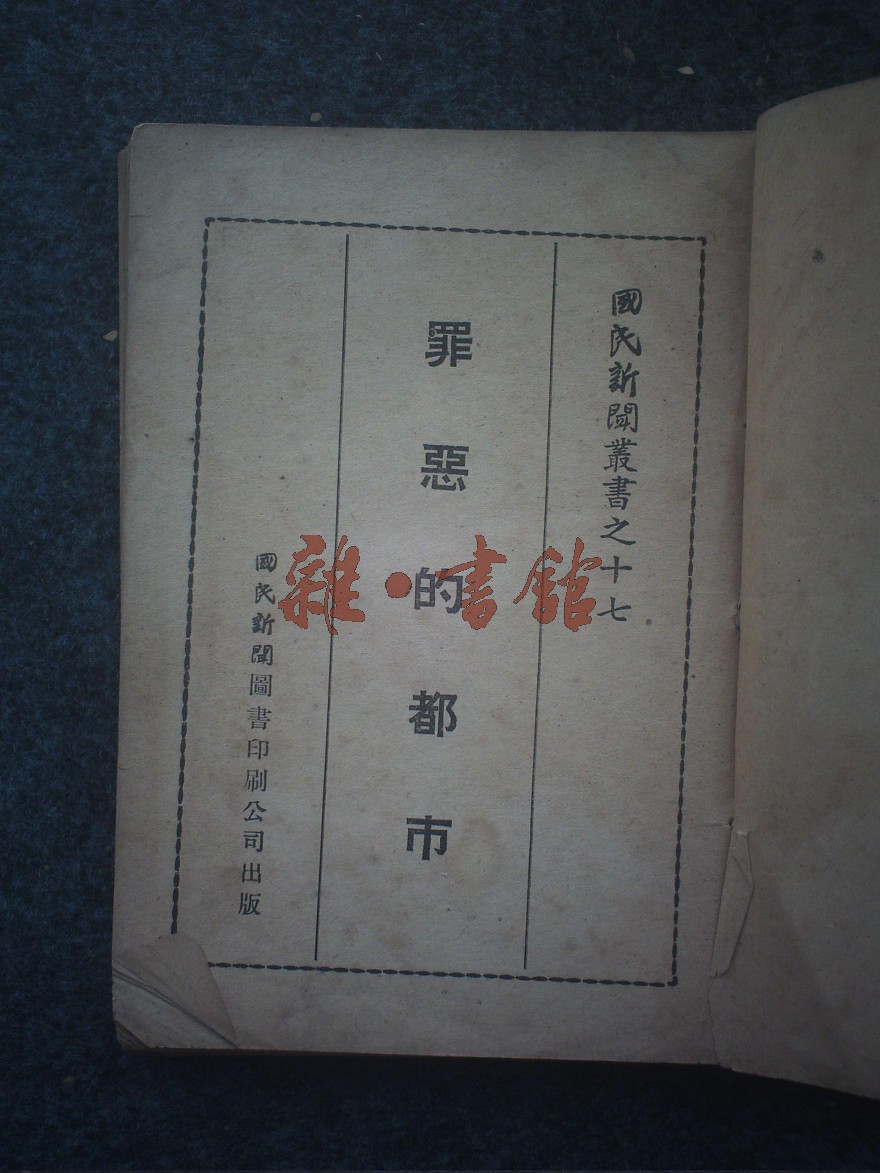 國民新聞叢書之十七
罪惡的都市
國民新聞圖書印刷公司出版
雜·書館